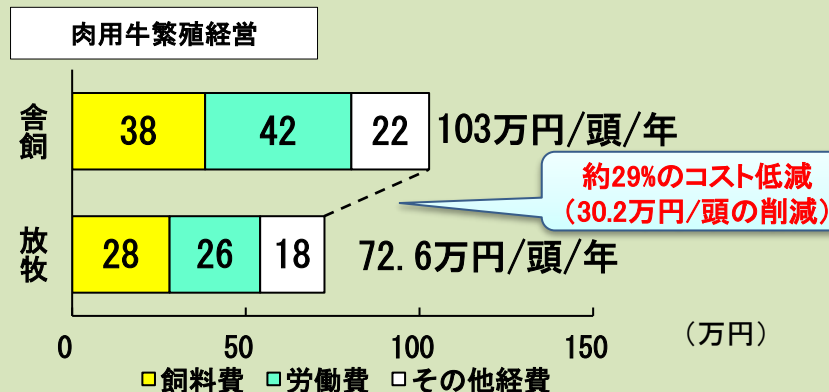 肉用牛繁殖経営
舎飼
38 42 22 103万円/頭/年
約29%のコスト低減
（30.2万円/頭の削減）
放牧
28 26 18 72.6万円/頭/年
0 50 100 150 （万円）
飼料費 労働費 その他経費